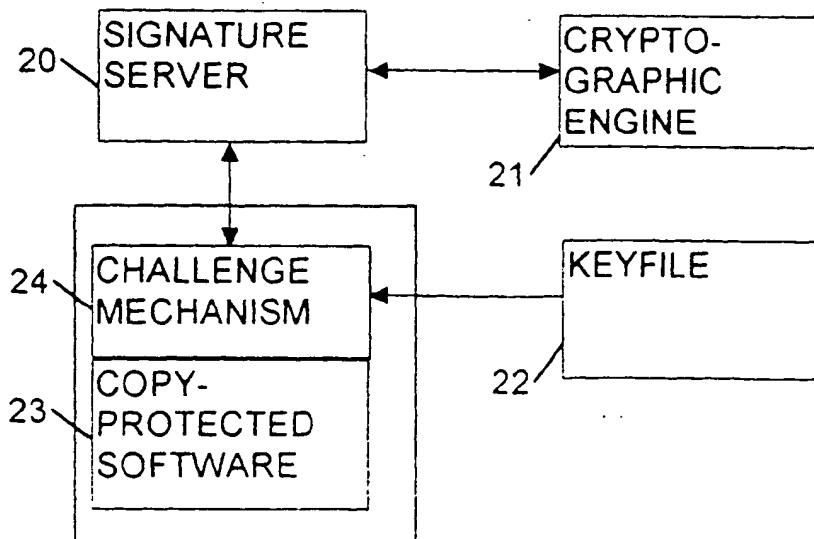 20
SIGNATURE
SERVER
CRYPTO-
GRAPHIC
ENGINE
21
24
CHALLENGE
MECHANISM
KEYFILE
22
23
COPY-
PROTECTED
SOFTWARE